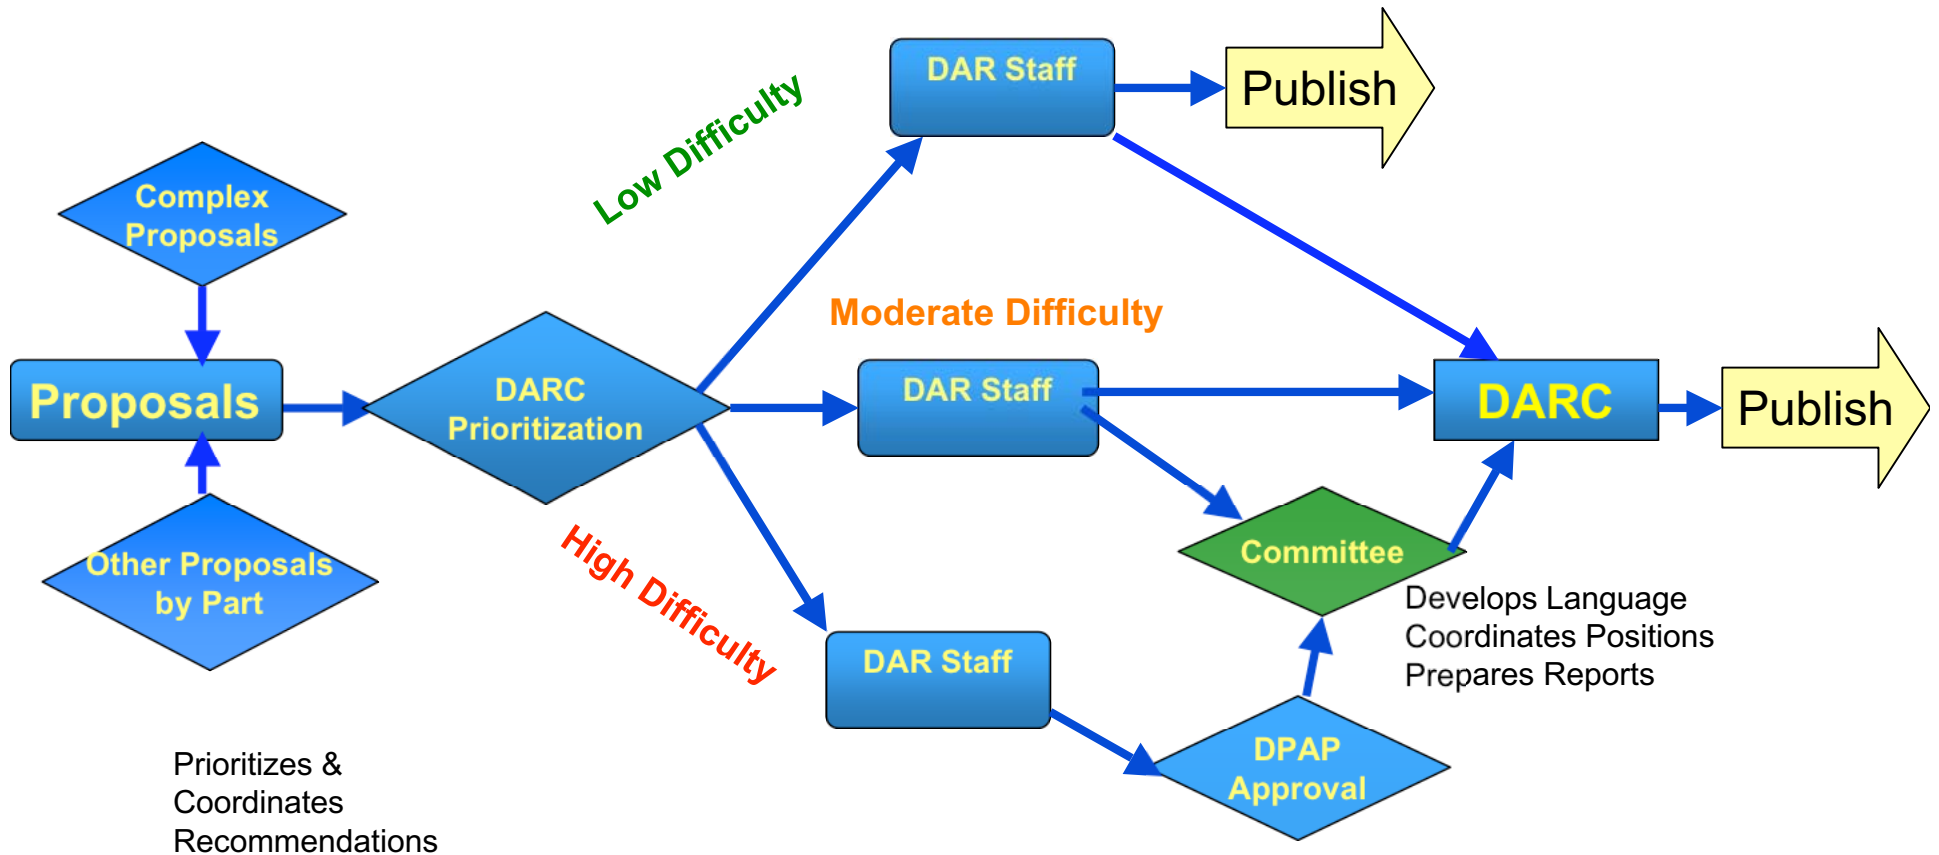 DAR Staff
Publish
Low Difficulty
Complex
Proposals
Moderate Difficulty
Proposals
DARC
Prioritization
DAR Staff
DARC
Publish
High Difficulty
Other Proposals
by Part
Committee
Develops Language
Coordinates Positions
Prepares Reports
DAR Staff
DPAP
Approval
Prioritizes &
Coordinates
Recommendations